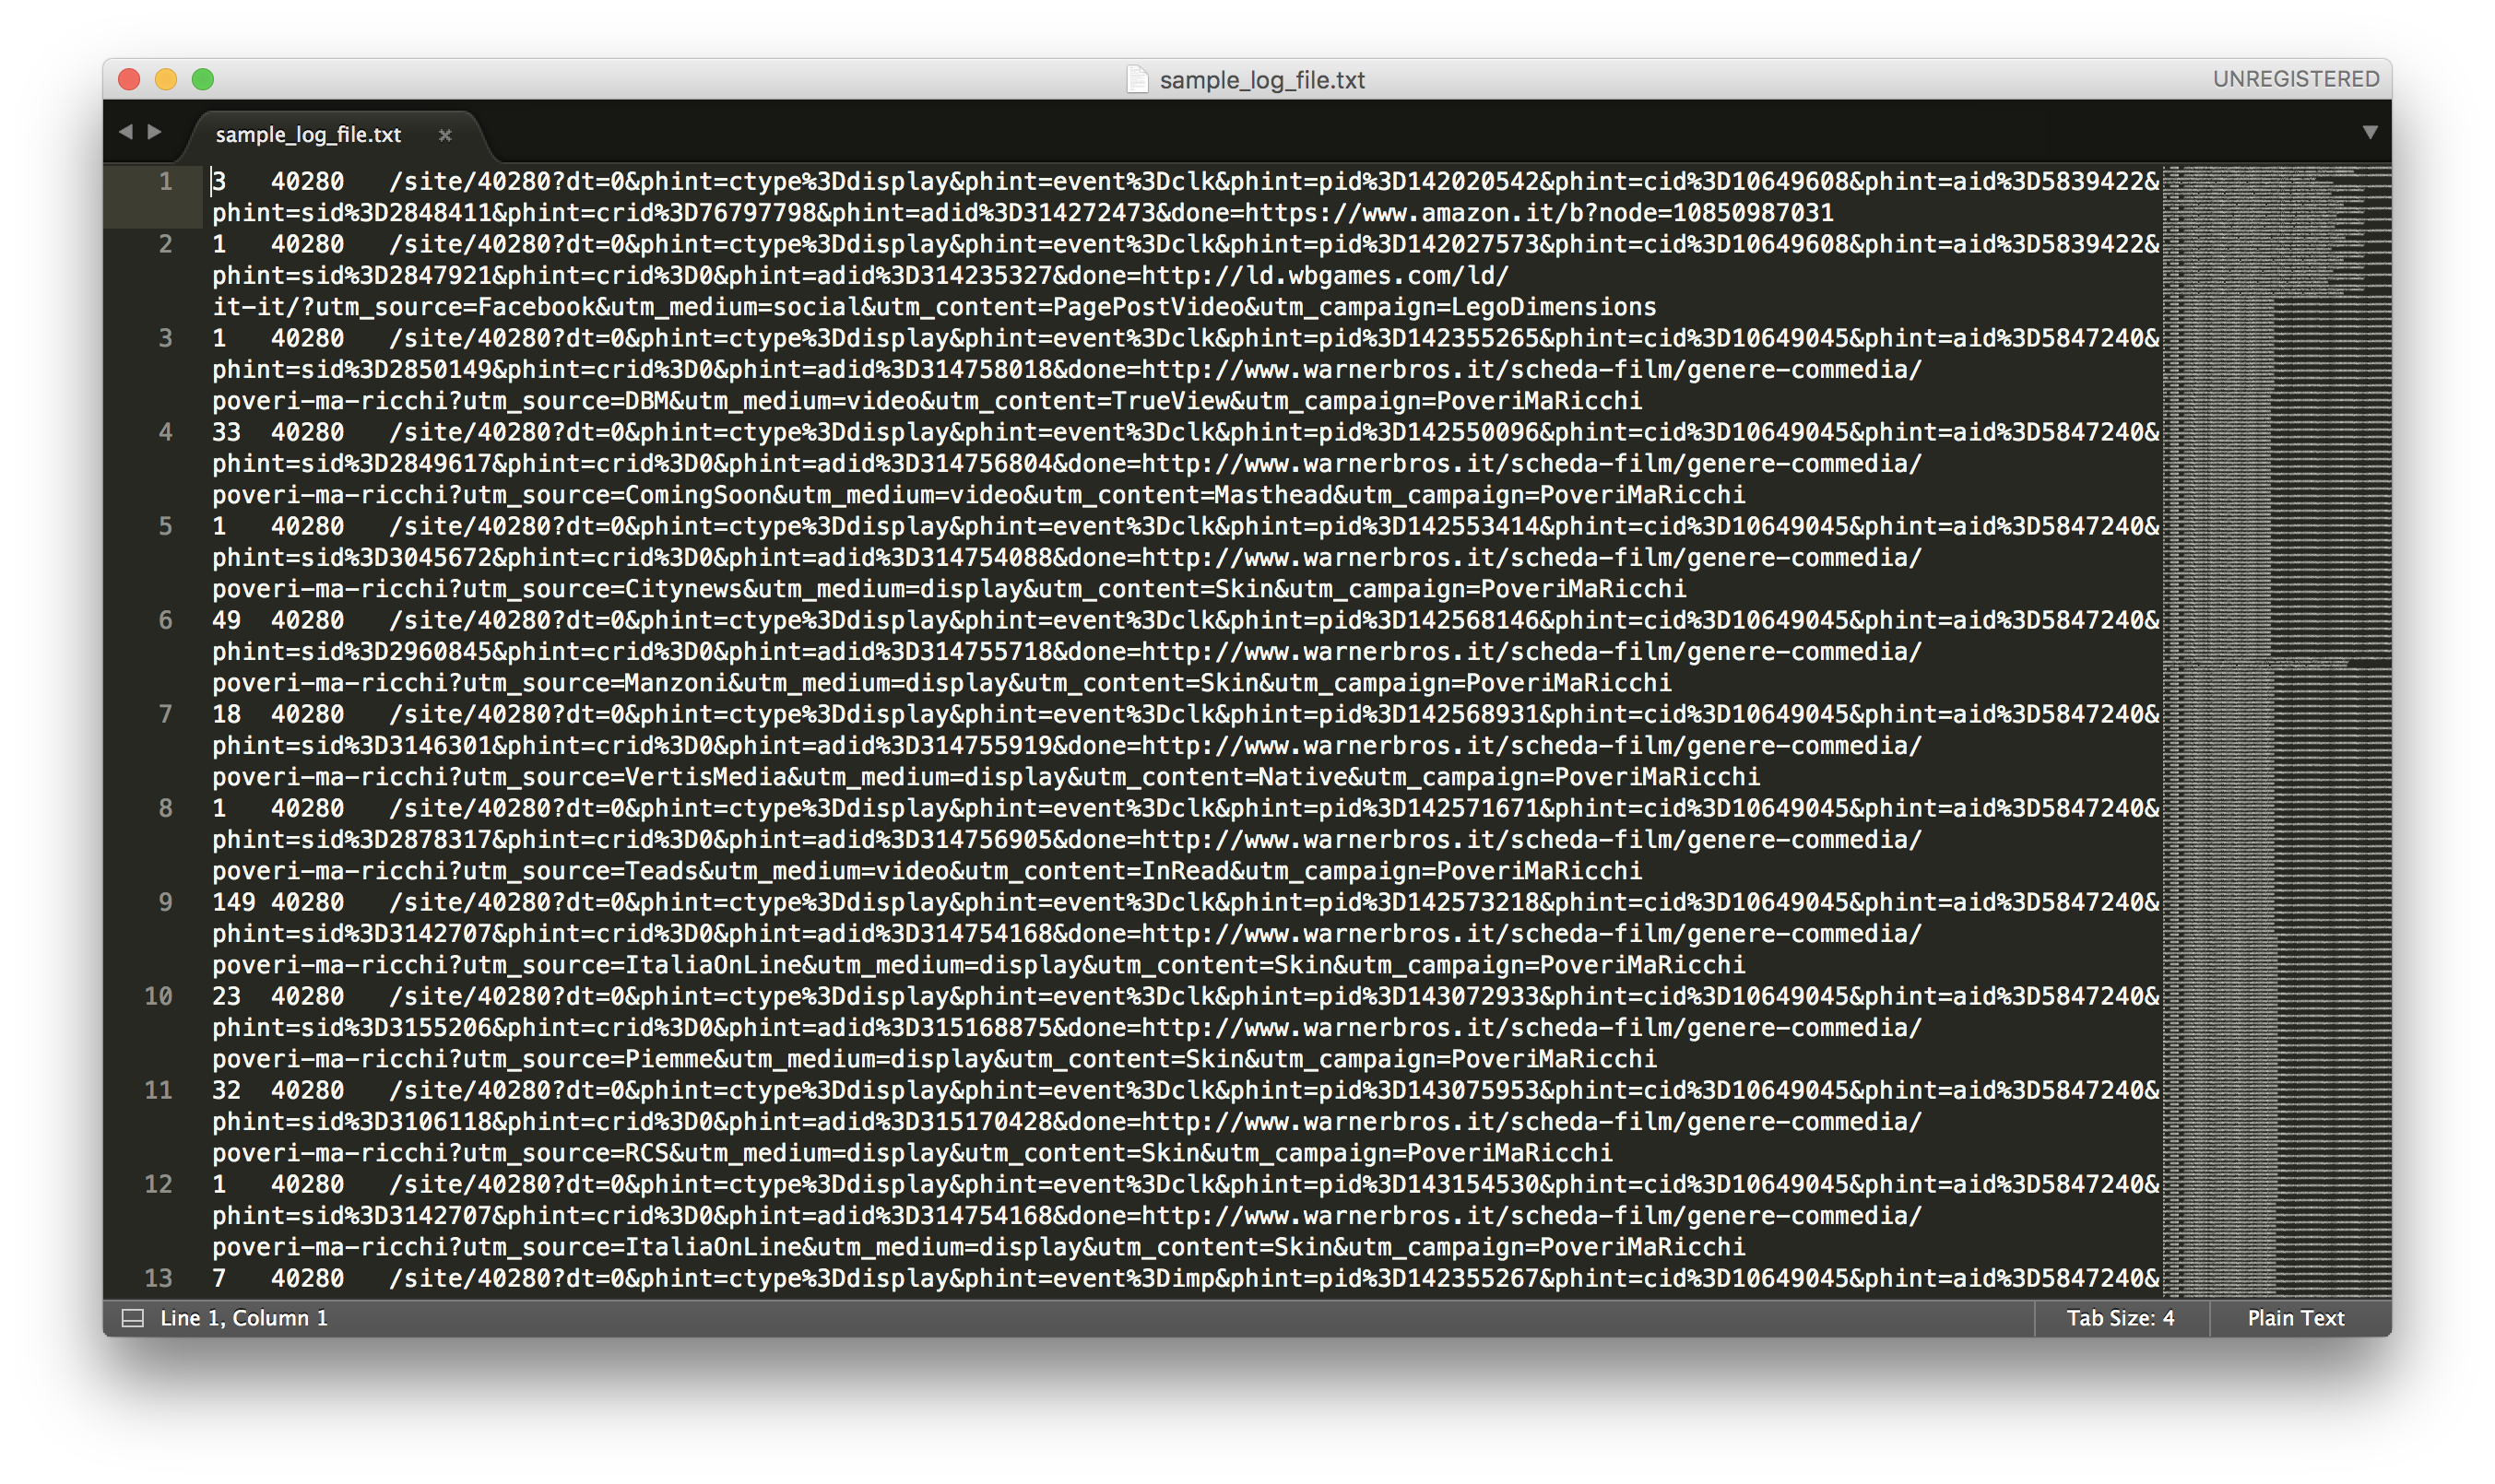 sample_log_file.txt
UNREGISTERED
sample_log_file.txt
1 3 40280 /site/40280?dt=0&phint=ctype%3Ddisplay&phint=event%3Dclk&phint=pid%3D142020542&phint=cid%3D10649608&phint=aid%3D5839422&
phint=sid%3D2848411&phint=crid%3D76797798&phint=adid%3D314272473&done=https://www.amazon.it/b?node=10850987031
2 1 40280 /site/40280?dt=0&phint=ctype%3Ddisplay&phint=event%3Dclk&phint=pid%3D142027573&phint=cid%3D10649608&phint=aid%3D5839422&
phint=sid%3D2847921&phint=crid%3D0&phint=adid%3D314235327&done=http://ld.wbgames.com/ld/
it-it/?utm_source=Facebook&utm_medium=social&utm_content=PagePostVideo&utm_campaign=LegoDimensions
3 1 40280 /site/40280?dt=0&phint=ctype%3Ddisplay&phint=event%3Dclk&phint=pid%3D142355265&phint=cid%3D10649045&phint=aid%3D5847240&
phint=sid%3D2850149&phint=crid%3D0&phint=adid%3D314758018&done=http://www.warnerbros.it/scheda-film/genere-commedia/
poveri-ma-ricchi?utm_source=DBM&utm_medium=video&utm_content=TrueView&utm_campaign=PoveriMaRicchi
4 33 40280 /site/40280?dt=0&phint=ctype%3Ddisplay&phint=event%3Dclk&phint=pid%3D142550096&phint=cid%3D10649045&phint=aid%3D5847240&
phint=sid%3D2849617&phint=crid%3D0&phint=adid%3D314756804&done=http://www.warnerbros.it/scheda-film/genere-commedia/
poveri-ma-ricchi?utm_source=ComingSoon&utm_medium=video&utm_content=Masthead&utm_campaign=PoveriMaRicchi
5 1 40280 /site/40280?dt=0&phint=ctype%3Ddisplay&phint=event%3Dclk&phint=pid%3D142553414&phint=cid%3D10649045&phint=aid%3D5847240&
phint=sid%3D3045672&phint=crid%3D0&phint=adid%3D314754088&done=http://www.warnerbros.it/scheda-film/genere-commedia/
poveri-ma-ricchi?utm_source=Citynews&utm_medium=display&utm_content=Skin&utm_campaign=PoveriMaRicchi
6 49 40280 /site/40280?dt=0&phint=ctype%3Ddisplay&phint=event%3Dclk&phint=pid%3D142568146&phint=cid%3D10649045&phint=aid%3D5847240&
phint=sid%3D2960845&phint=crid%3D0&phint=adid%3D314755718&done=http://www.warnerbros.it/scheda-film/genere-commedia/
poveri-ma-ricchi?utm_source=Manzoni&utm_medium=display&utm_content=Skin&utm_campaign=PoveriMaRicchi
7 18 40280 /site/40280?dt=0&phint=ctype%3Ddisplay&phint=event%3Dclk&phint=pid%3D142568931&phint=cid%3D10649045&phint=aid%3D5847240&
phint=sid%3D3146301&phint=crid%3D0&phint=adid%3D314755919&done=http://www.warnerbros.it/scheda-film/genere-commedia/
poveri-ma-ricchi?utm_source=VertisMedia&utm_medium=display&utm_content=Native&utm_campaign=PoveriMaRicchi
8 1 40280 /site/40280?dt=0&phint=ctype%3Ddisplay&phint=event%3Dclk&phint=pid%3D142571671&phint=cid%3D10649045&phint=aid%3D5847240&
phint=sid%3D2878317&phint=crid%3D0&phint=adid%3D314756905&done=http://www.warnerbros.it/scheda-film/genere-commedia/
poveri-ma-ricchi?utm_source=Teads&utm_medium=video&utm_content=InRead&utm_campaign=PoveriMaRicchi
9 149 40280 /site/40280?dt=0&phint=ctype%3Ddisplay&phint=event%3Dclk&phint=pid%3D142573218&phint=cid%3D10649045&phint=aid%3D5847240&
phint=sid%3D3142707&phint=crid%3D0&phint=adid%3D314754168&done=http://www.warnerbros.it/scheda-film/genere-commedia/
poveri-ma-ricchi?utm_source=ItaliaOnLine&utm_medium=display&utm_content=Skin&utm_campaign=PoveriMaRicchi
10 23 40280 /site/40280?dt=0&phint=ctype%3Ddisplay&phint=event%3Dclk&phint=pid%3D143072933&phint=cid%3D10649045&phint=aid%3D5847240&
phint=sid%3D3155206&phint=crid%3D0&phint=adid%3D315168875&done=http://www.warnerbros.it/scheda-film/genere-commedia/
poveri-ma-ricchi?utm_source=Piemme&utm_medium=display&utm_content=Skin&utm_campaign=PoveriMaRicchi
11 32 40280 /site/40280?dt=0&phint=ctype%3Ddisplay&phint=event%3Dclk&phint=pid%3D143075953&phint=cid%3D10649045&phint=aid%3D5847240&
phint=sid%3D3106118&phint=crid%3D0&phint=adid%3D315170428&done=http://www.warnerbros.it/scheda-film/genere-commedia/
poveri-ma-ricchi?utm_source=RCS&utm_medium=display&utm_content=Skin&utm_campaign=PoveriMaRicchi
12 1 40280 /site/40280?dt=0&phint=ctype%3Ddisplay&phint=event%3Dclk&phint=pid%3D143154530&phint=cid%3D10649045&phint=aid%3D5847240&
phint=sid%3D3142707&phint=crid%3D0&phint=adid%3D314754168&done=http://www.warnerbros.it/scheda-film/genere-commedia/
poveri-ma-ricchi?utm_source=ItaliaOnLine&utm_medium=display&utm_content=Skin&utm_campaign=PoveriMaRicchi
13 7 40280 /site/40280?dt=0&phint=ctype%3Ddisplay&phint=event%3Dimp&phint=pid%3D142355267&phint=cid%3D10649045&phint=aid%3D5847240&
Line 1, Column 1
Tab Size: 4
Plain Text